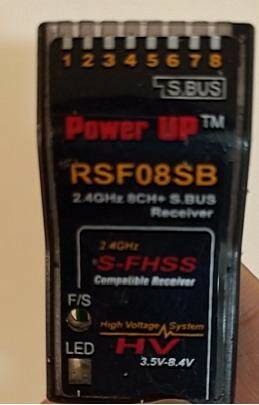 1 2 3 4 5 6 7 8
S.BUS
Power UP™
RSF08SB
2.4GHz 8CH+ S.BUS
Receiver
2.4GHz
S-FHSS
Compatible Receiver
F/S
High Voltage System
LED
HV
3.5V-8.4V